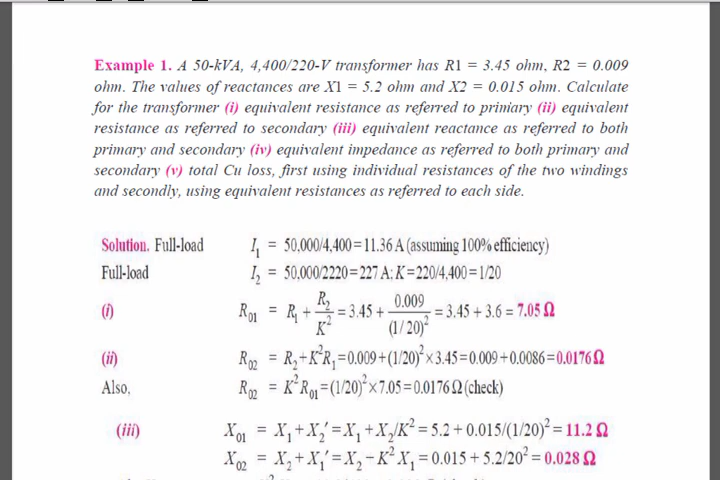 Example 1. A 50-kVA, 4,400/220-V transformer has R1 = 3.45 ohm, R2 = 0.009
ohm. The values of reactances are X1 = 5.2 ohm and X2 = 0.015 ohm. Calculate
for the transformer (i) equivalent resistance as referred to primary (ii) equivalent
resistance as referred to secondary (iii) equivalent reactance as referred to both
primary and secondary (iv) equivalent impedance as referred to both primary and
secondary (v) total Cu loss, first using individual resistances of the two windings
and secondly, using equivalent resistances as referred to each side.
Solution. Full-load I₁ = 50,000/4,400 = 11.36 A (assuming 100% efficiency)
Full-load I₂ = 50,000/2220 = 227 A; K = 220/4,400 = 1/20
(i) R₀₁ = R₁ + R₂/K² = 3.45 + 0.009/(1/20)² = 3.45 + 3.6 = 7.05 Ω
(ii) R₀₂ = R₂ + K²R₁ = 0.009 + (1/20)² × 3.45 = 0.009 + 0.0086 = 0.0176 Ω
Also, R₀₂ = K²R₀₁ = (1/20)² × 7.05 = 0.0176 Ω (check)
(iii) X₀₁ = X₁ + X₂′ = X₁ + X₂/K² = 5.2 + 0.015/(1/20)² = 11.2 Ω
X₀₂ = X₂ + X₁′ = X₂ − K² X₁ = 0.015 + 5.2/20² = 0.028 Ω